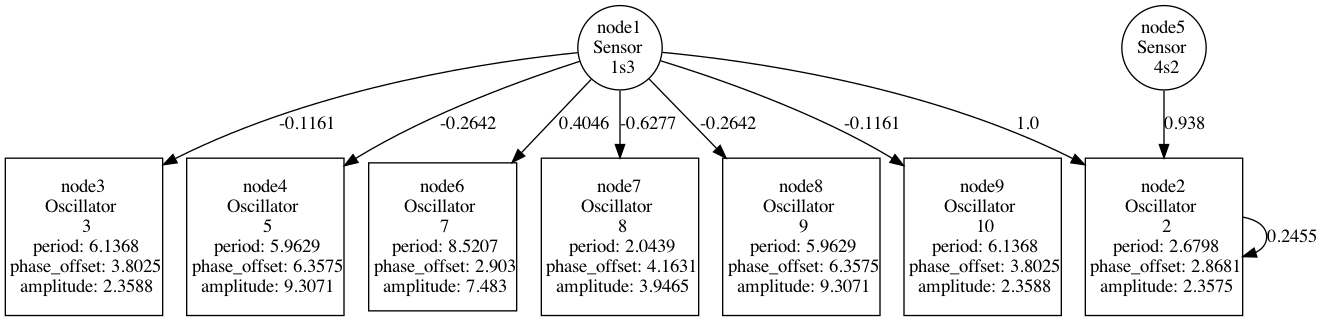 node1
Sensor
1s3
node5
Sensor
4s2
-0.1161
-0.2642
0.4046
-0.6277
-0.2642
-0.1161
1.0
0.938
node3
Oscillator
3
period: 6.1368
phase_offset: 3.8025
amplitude: 2.3588
node4
Oscillator
5
period: 5.9629
phase_offset: 6.3575
amplitude: 9.3071
node6
Oscillator
7
period: 8.5207
phase_offset: 2.903
amplitude: 7.483
node7
Oscillator
8
period: 2.0439
phase_offset: 4.1631
amplitude: 3.9465
node8
Oscillator
9
period: 5.9629
phase_offset: 6.3575
amplitude: 9.3071
node9
Oscillator
10
period: 6.1368
phase_offset: 3.8025
amplitude: 2.3588
node2
Oscillator
2
period: 2.6798
phase_offset: 2.8681
amplitude: 2.3575
0.2455